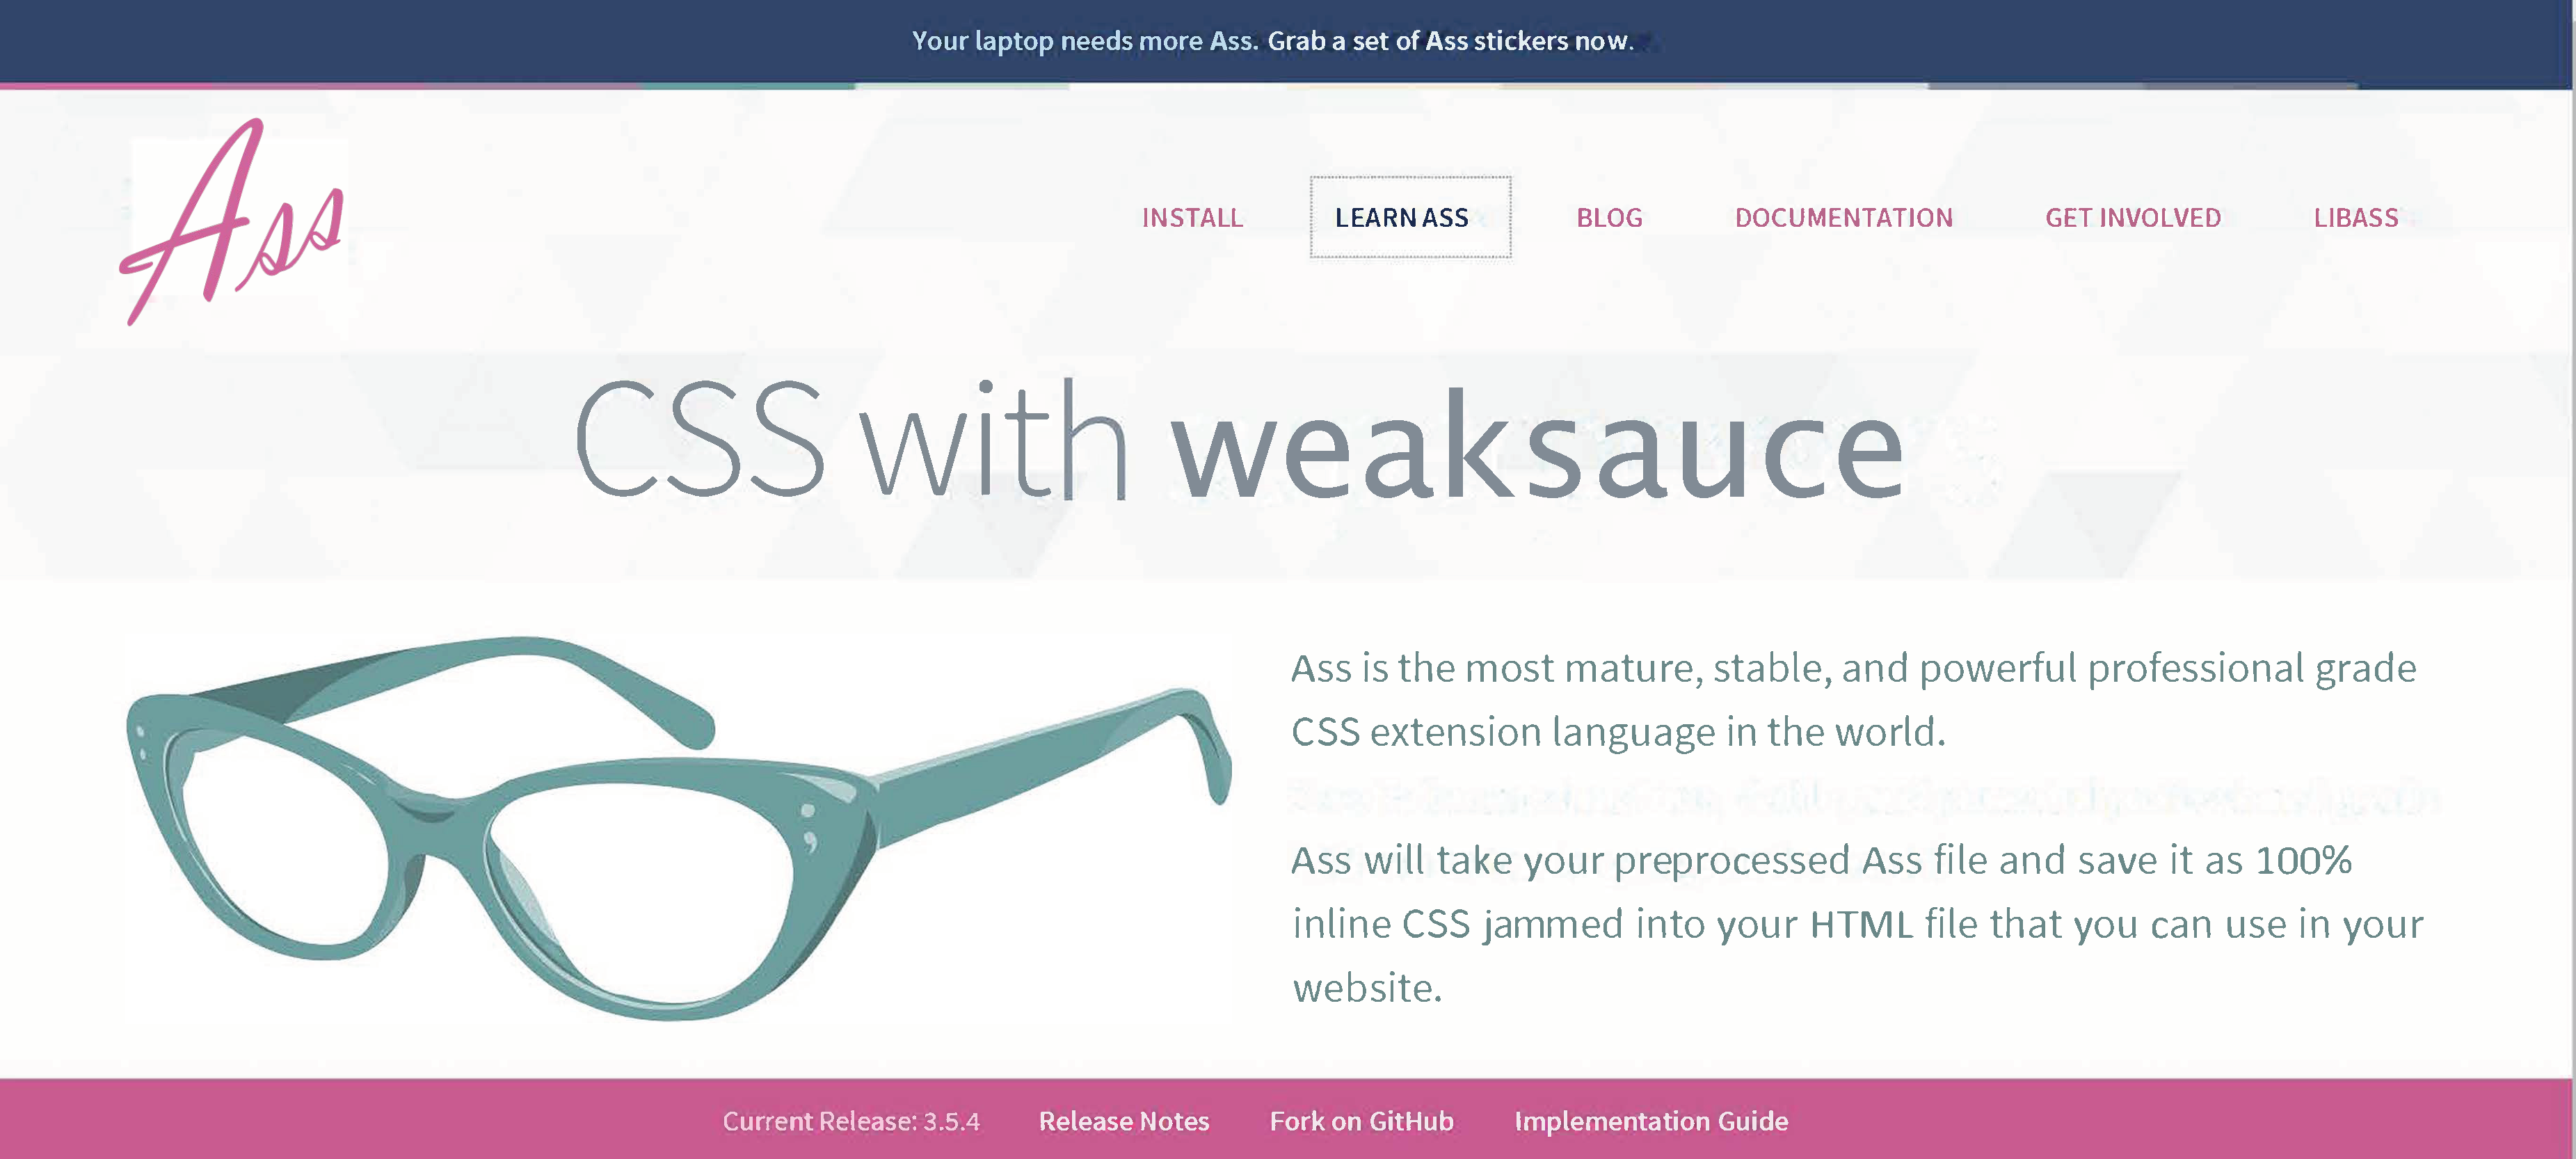 Your laptop needs more Ass. Grab a set of Ass stickers now.
Ass
INSTALL LEARN ASS BLOG DOCUMENTATION GET INVOLVED LIBASS
CSS with weaksauce
Ass is the most mature, stable, and powerful professional grade
CSS extension language in the world.
Ass will take your preprocessed Ass file and save it as 100%
inline CSS jammed into your HTML file that you can use in your
website.
Current Release: 3.5.4 Release Notes Fork on GitHub Implementation Guide